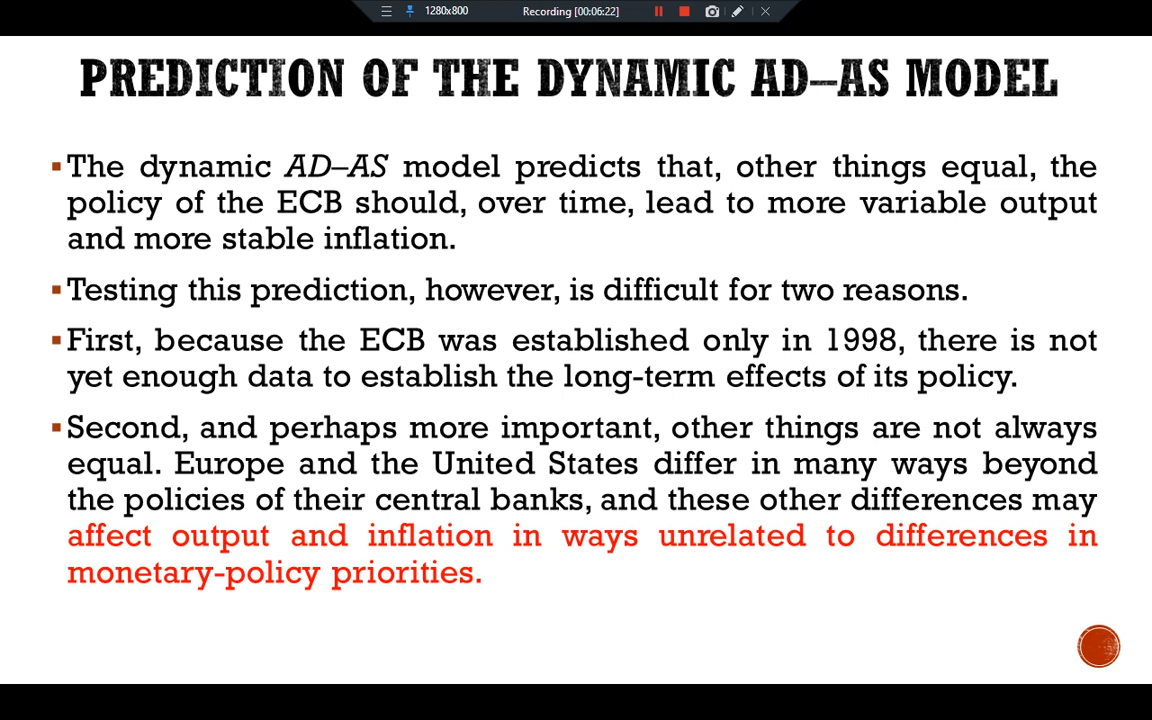 1280x800
Recording [00:06:22]
PREDICTION OF THE DYNAMIC AD–AS MODEL
▪The dynamic AD–AS model predicts that, other things equal, the
policy of the ECB should, over time, lead to more variable output
and more stable inflation.
▪Testing this prediction, however, is difficult for two reasons.
▪First, because the ECB was established only in 1998, there is not
yet enough data to establish the long-term effects of its policy.
▪Second, and perhaps more important, other things are not always
equal. Europe and the United States differ in many ways beyond
the policies of their central banks, and these other differences may
affect output and inflation in ways unrelated to differences in
monetary-policy priorities.